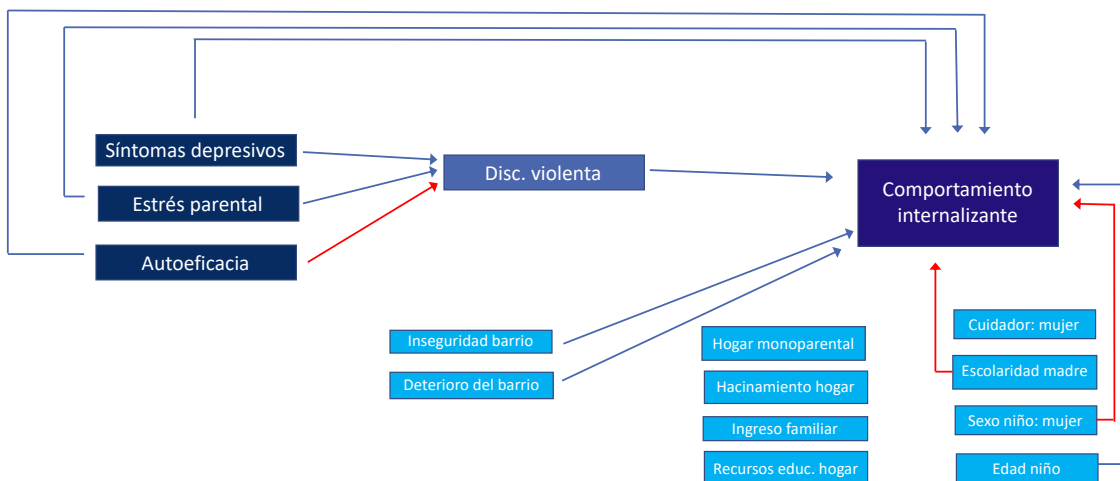 Síntomas depresivos
Estrés parental
Autoeficacia
Disc. violenta
Comportamiento
internalizante
Inseguridad barrio
Deterioro del barrio
Hogar monoparental
Hacinamiento hogar
Ingreso familiar
Recursos educ. hogar
Cuidador: mujer
Escolaridad madre
Sexo niño: mujer
Edad niño